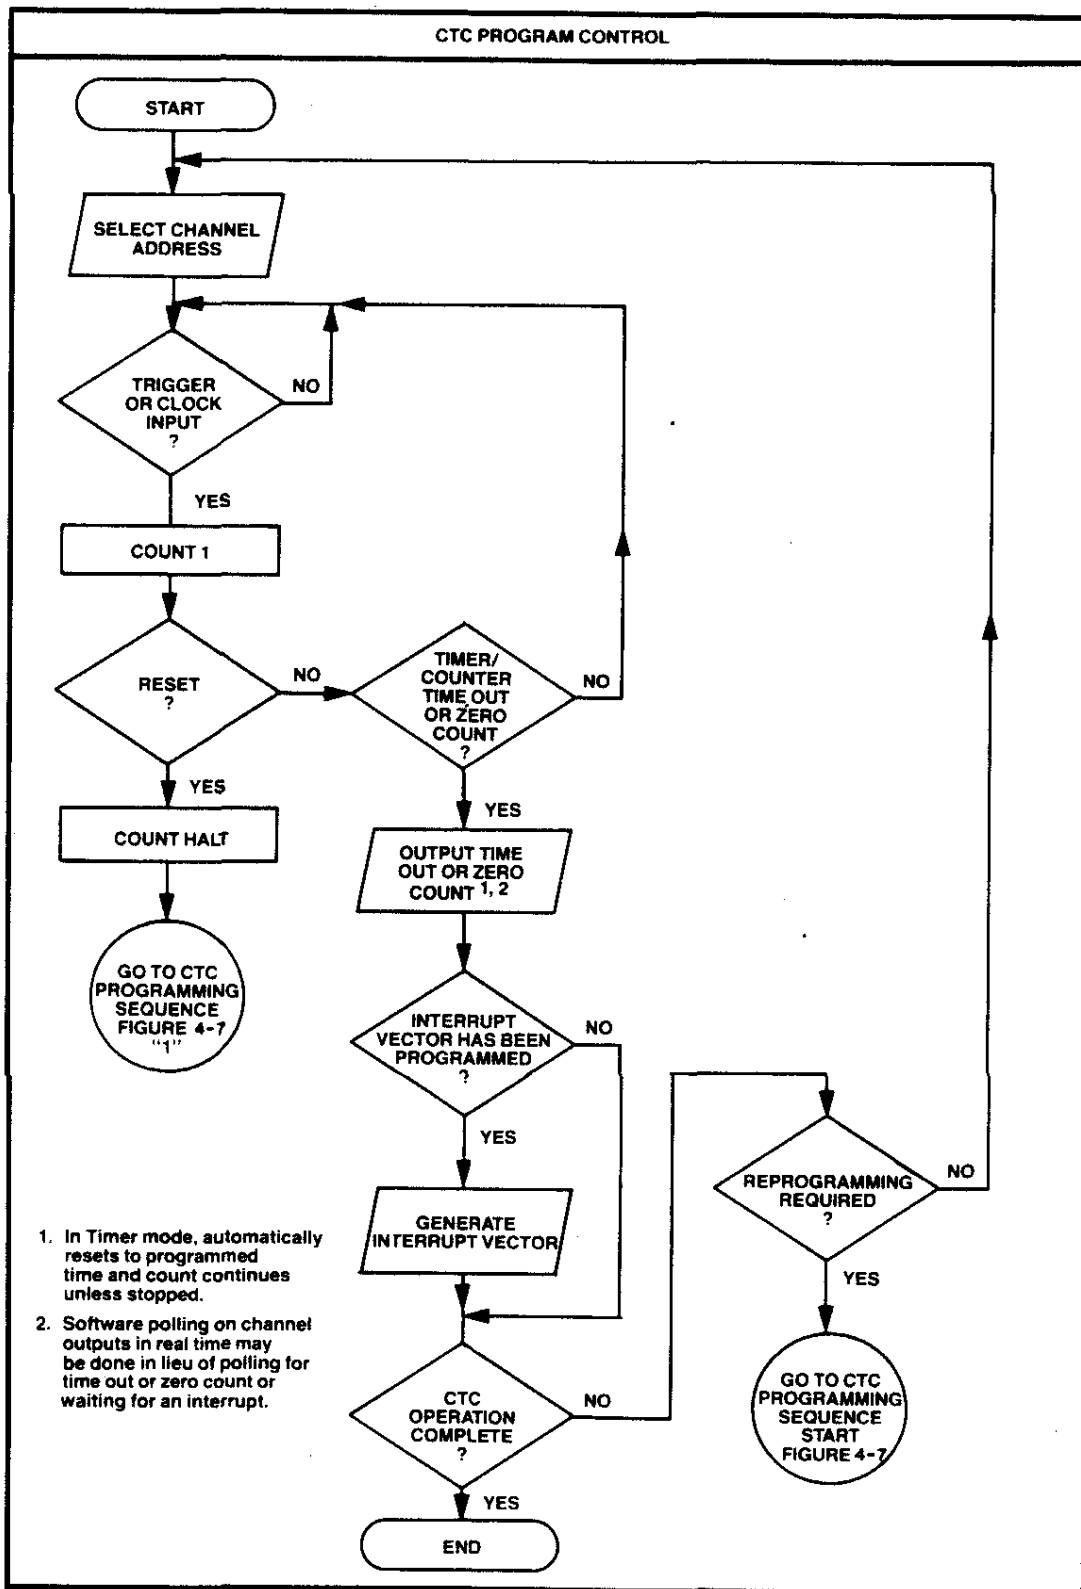 CTC PROGRAM CONTROL
START
SELECT CHANNEL
ADDRESS
TRIGGER
OR CLOCK
INPUT
?
NO
YES
COUNT 1
RESET
?
NO
YES
COUNT HALT
GO TO CTC
PROGRAMMING
SEQUENCE
FIGURE 4-7
"1"
TIMER/
COUNTER
TIME OUT
OR ZERO
COUNT
?
NO
YES
OUTPUT TIME
OUT OR ZERO
COUNT 1, 2
INTERRUPT
VECTOR HAS BEEN
PROGRAMMED
?
NO
YES
GENERATE
INTERRUPT VECTOR
CTC
OPERATION
COMPLETE
?
NO
YES
END
REPROGRAMMING
REQUIRED
?
NO
YES
GO TO CTC
PROGRAMMING
SEQUENCE
START
FIGURE 4-7
1. In Timer mode, automatically
resets to programmed
time and count continues
unless stopped.
2. Software polling on channel
outputs in real time may
be done in lieu of polling for
time out or zero count or
waiting for an interrupt.